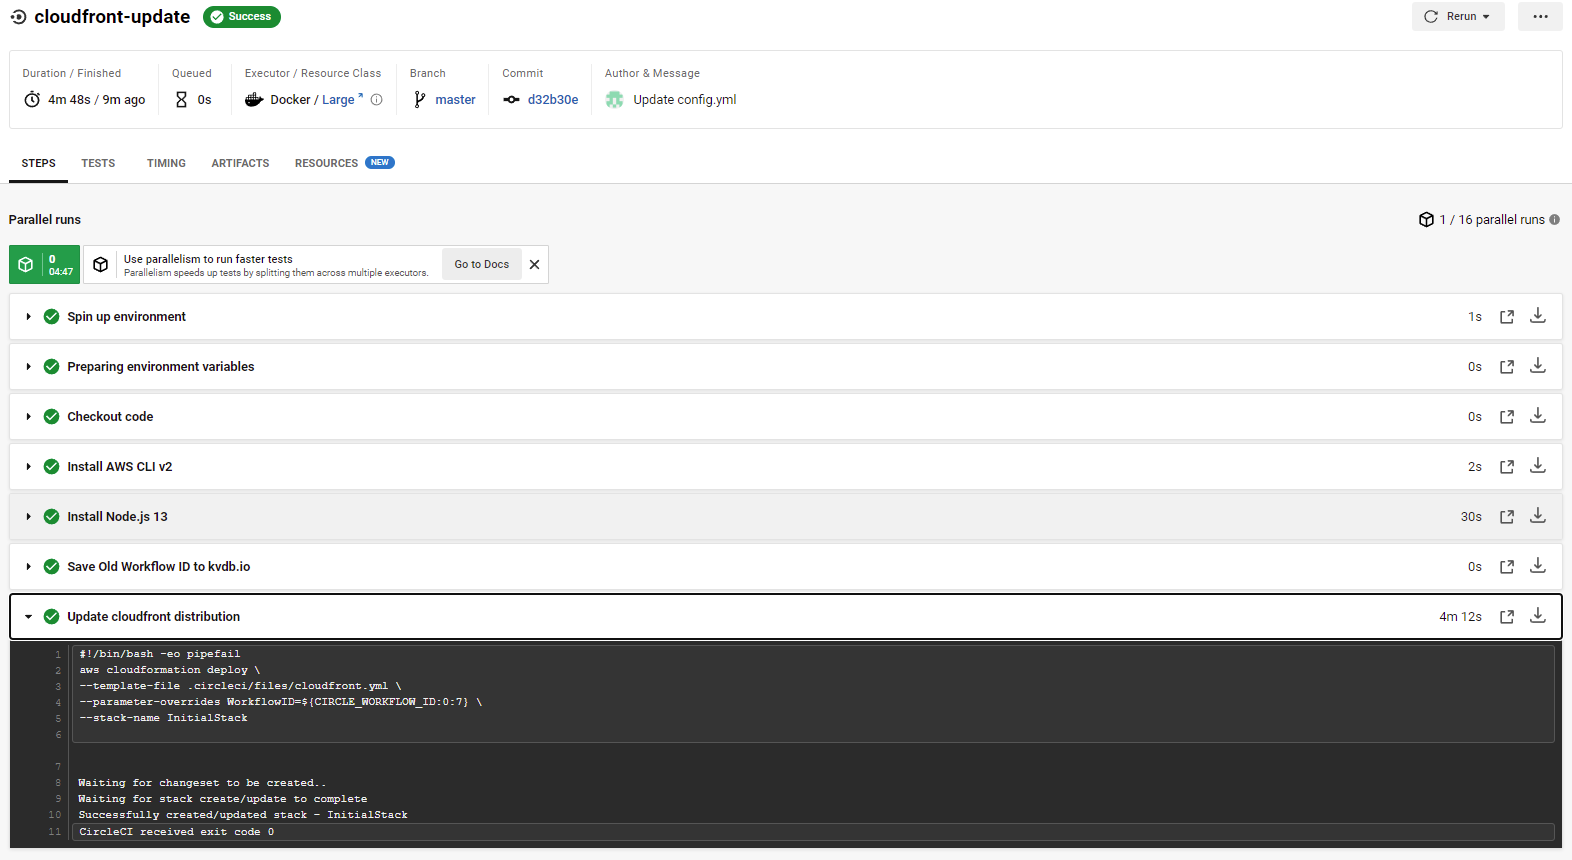 cloudfront-update Success Rerun
Duration / Finished Queued Executor / Resource Class Branch Commit Author & Message
4m 48s / 9m ago 0s Docker / Large master d32b30e Update config.yml
STEPS TESTS TIMING ARTIFACTS RESOURCES NEW
Parallel runs 1 / 16 parallel runs
0
04:47
Use parallelism to run faster tests
Parallelism speeds up tests by splitting them across multiple executors.
Go to Docs
Spin up environment 1s
Preparing environment variables 0s
Checkout code 0s
Install AWS CLI v2 2s
Install Node.js 13 30s
Save Old Workflow ID to kvdb.io 0s
Update cloudfront distribution 4m 12s
1 #!/bin/bash -eo pipefail
2 aws cloudformation deploy \
3 --template-file .circleci/files/cloudfront.yml \
4 --parameter-overrides WorkflowID=${CIRCLE_WORKFLOW_ID:0:7} \
5 --stack-name InitialStack
6
7
8 Waiting for changeset to be created..
9 Waiting for stack create/update to complete
10 Successfully created/updated stack - InitialStack
11 CircleCI received exit code 0